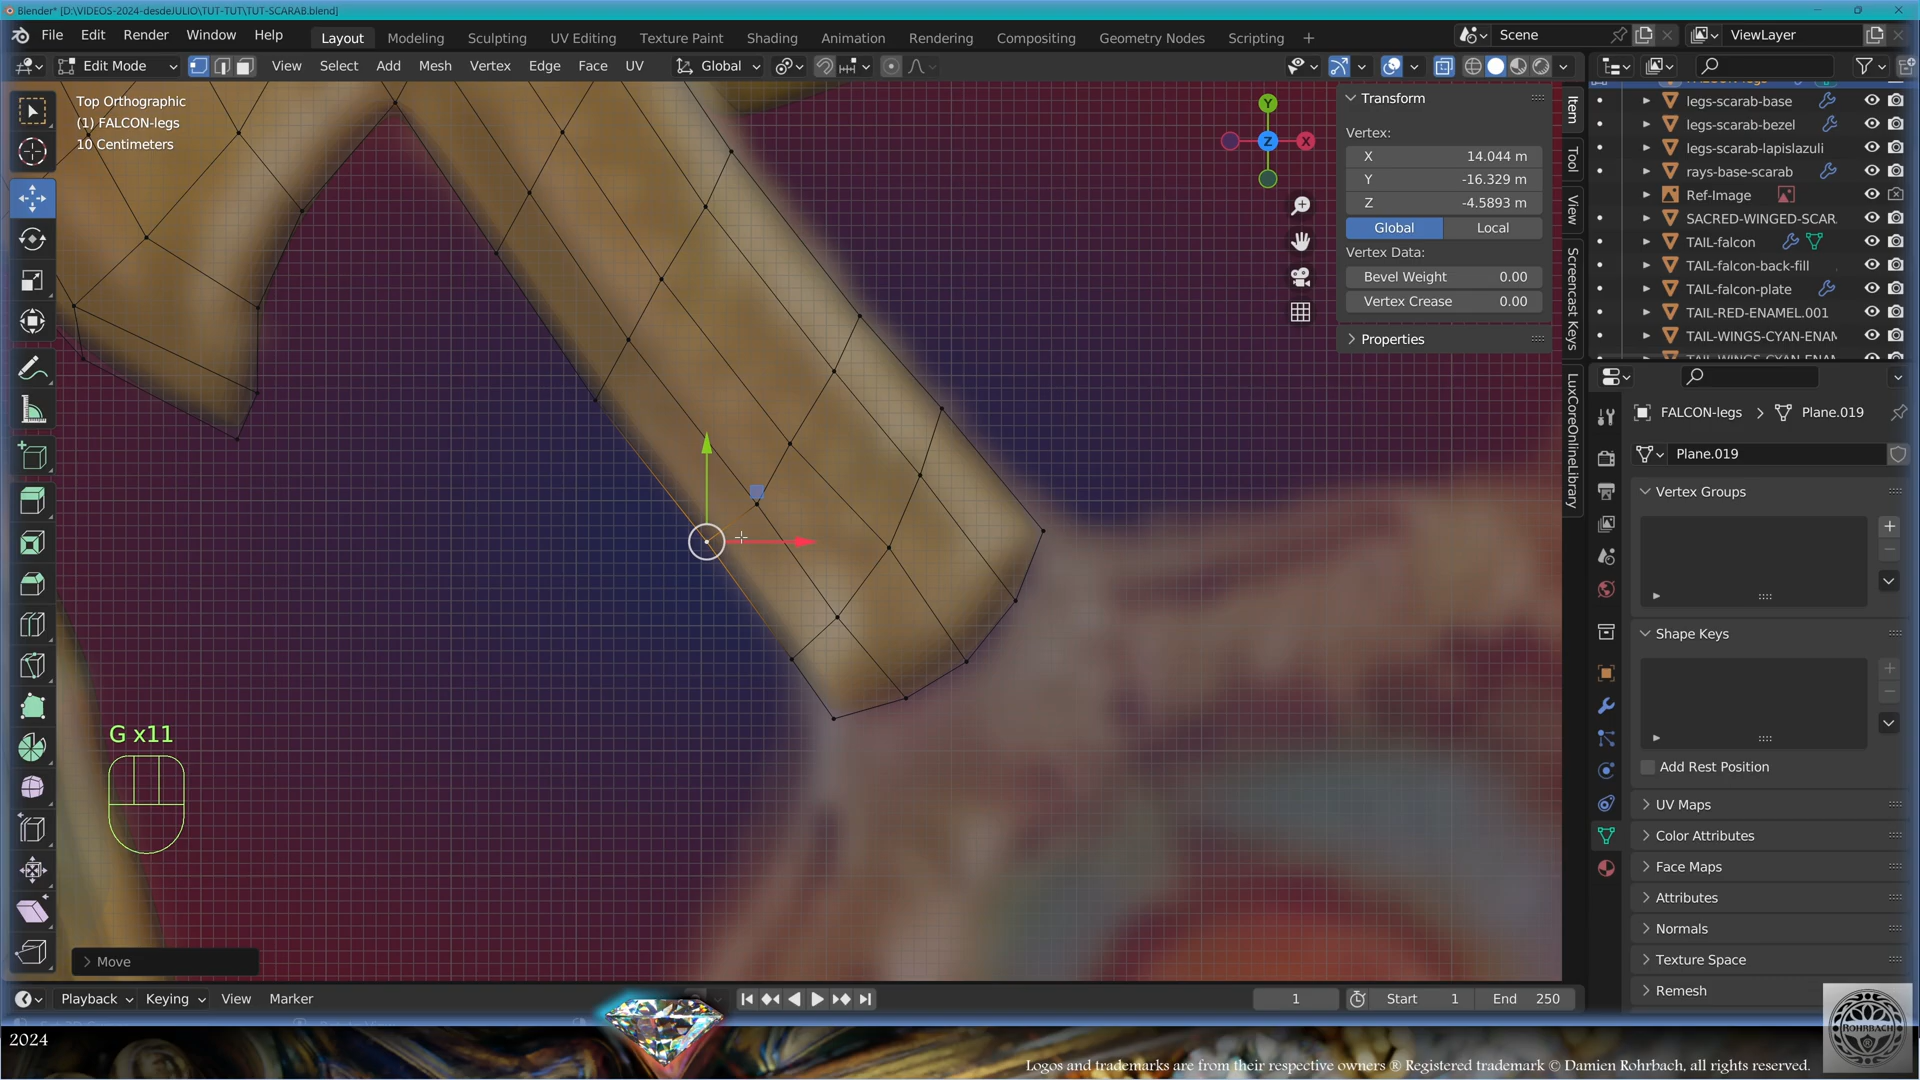 Blender* [D:\VIDEOS-2024-desdeJULIO\TUT-TUT\TUT-SCARAB.blend]
File Edit Render Window Help
Layout Modeling Sculpting UV Editing Texture Paint Shading Animation Rendering Compositing Geometry Nodes Scripting +
Scene
ViewLayer
Edit Mode View Select Add Mesh Vertex Edge Face UV Global
Top Orthographic
(1) FALCON-legs
10 Centimeters
Y
X
Z
Transform
Vertex:
X 14.044 m
Y -16.329 m
Z -4.5893 m
Global Local
Vertex Data:
Bevel Weight 0.00
Vertex Crease 0.00
Properties
Item
Tool
View
Screencast Keys
LuxCoreOnlineLibrary
legs-scarab-base
legs-scarab-bezel
legs-scarab-lapislazuli
rays-base-scarab
Ref-Image
SACRED-WINGED-SCAR
TAIL-falcon
TAIL-falcon-back-fill
TAIL-falcon-plate
TAIL-RED-ENAMEL.001
TAIL-WINGS-CYAN-ENAM
FALCON-legs > Plane.019
Plane.019
Vertex Groups
Shape Keys
Add Rest Position
UV Maps
Color Attributes
Face Maps
Attributes
Normals
Texture Space
Remesh
G x11
Move
Playback Keying View Marker
1 Start 1 End 250
2024
ROHRBACH
®
Logos and trademarks are from their respective owners ® Registered trademark © Damien Rohrbach, all rights reserved.